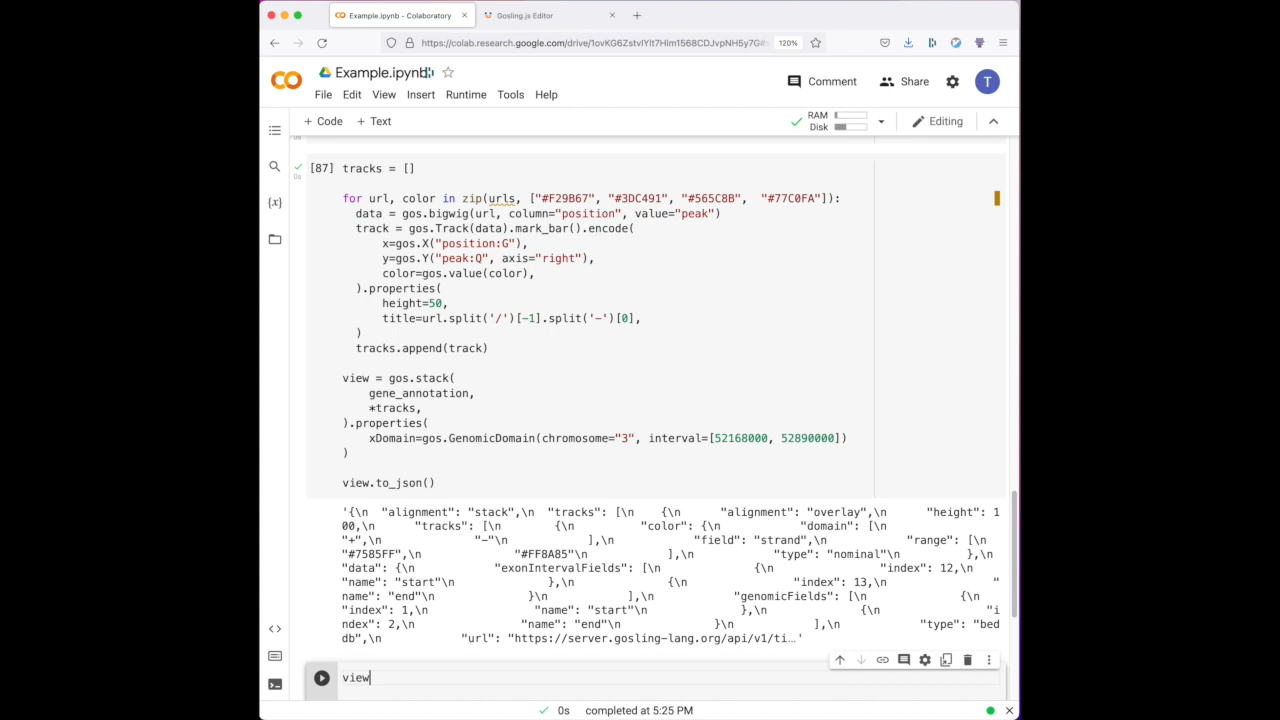 Example.ipynb - Colaboratory
Gosling.js Editor
https://colab.research.google.com/drive/1ovKG6ZstvIYIt7Hlm1568CDJvpNH5y7G#s
120%
Example.ipynb
File Edit View Insert Runtime Tools Help
Comment
Share
T
+ Code + Text
RAM
Disk
Editing
0s
[87] tracks = []
0s
for url, color in zip(urls, ["#F29B67", "#3DC491", "#565C8B", "#77C0FA"]):
data = gos.bigwig(url, column="position", value="peak")
track = gos.Track(data).mark_bar().encode(
x=gos.X("position:G"),
y=gos.Y("peak:Q", axis="right"),
color=gos.value(color),
).properties(
height=50,
title=url.split('/')[-1].split('-')[0],
)
tracks.append(track)
view = gos.stack(
gene_annotation,
*tracks,
).properties(
xDomain=gos.GenomicDomain(chromosome="3", interval=[52168000, 52890000])
)
view.to_json()
'{\n "alignment": "stack",\n "tracks": [\n {\n "alignment": "overlay",\n "height": 1
00,\n "tracks": [\n {\n "color": {\n "domain": [\n
"+",\n "-"\n ],\n "field": "strand",\n "range": [\n
"#7585FF",\n "#FF8A85"\n ],\n "type": "nominal"\n },\n
"data": {\n "exonIntervalFields": [\n {\n "index": 12,\n
"name": "start"\n },\n {\n "index": 13,\n "
name": "end"\n }\n ],\n "genomicFields": [\n {\n
"index": 1,\n "name": "start"\n },\n {\n "i
ndex": 2,\n "name": "end"\n }\n ],\n "type": "bed
db",\n "url": "https://server.gosling-lang.org/api/v1/ti…'
view
0s completed at 5:25 PM